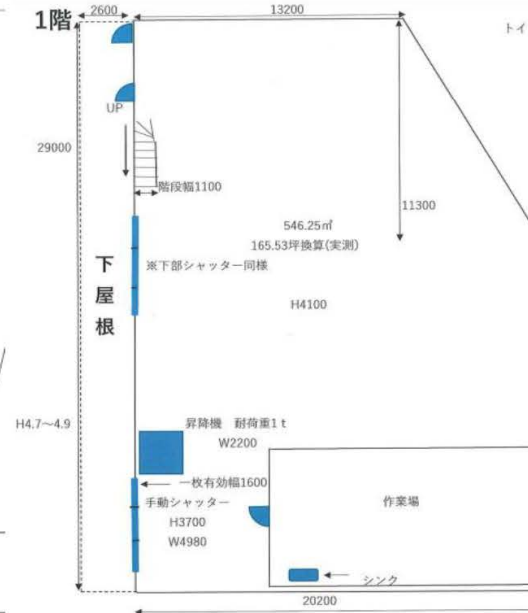 1階
2600
13200
トイ
UP
29000
階段幅1100
11300
546.25㎡
165.53坪換算(実測)
※下部シャッター同様
下屋根
H4100
H4.7～4.9
昇降機 耐荷重1ｔ
W2200
一枚有効幅1600
手動シャッター
H3700
W4980
作業場
シンク
20200